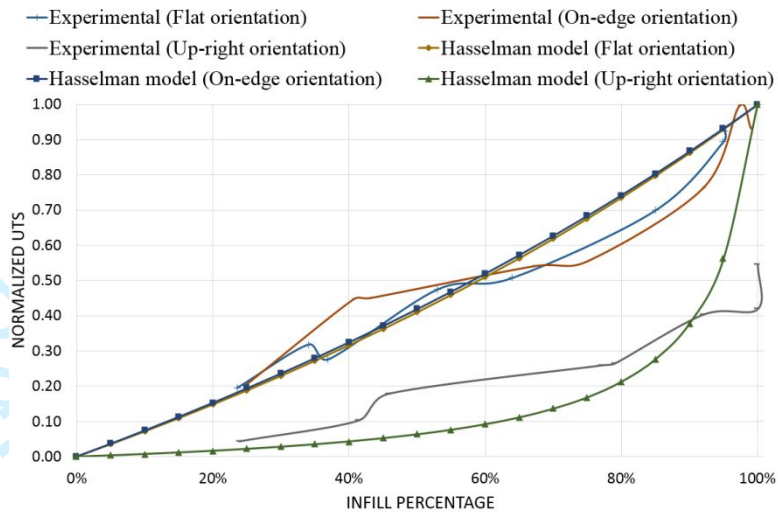 Experimental (Flat orientation) Experimental (On-edge orientation)
Experimental (Up-right orientation) Hasselman model (Flat orientation)
Hasselman model (On-edge orientation) Hasselman model (Up-right orientation)
1.00
0.90
0.80
0.70
0.60
0.50
0.40
0.30
0.20
0.10
0.00
NORMALIZED UTS
0% 20% 40% 60% 80% 100%
INFILL PERCENTAGE